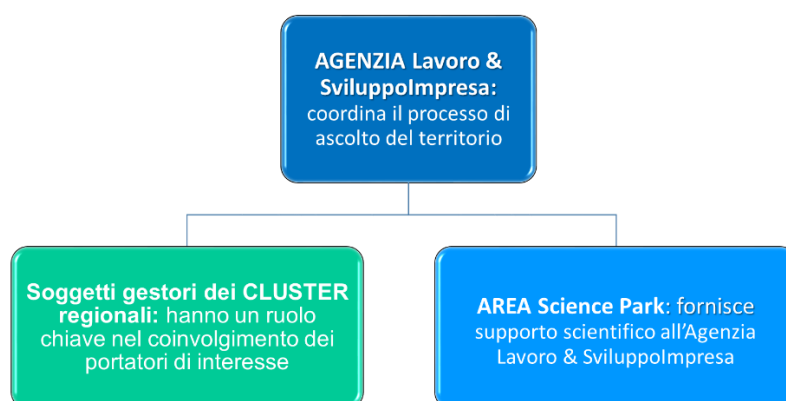 AGENZIA Lavoro &
SviluppoImpresa:
coordina il processo di
ascolto del territorio
Soggetti gestori dei CLUSTER
regionali: hanno un ruolo
chiave nel coinvolgimento dei
portatori di interesse
AREA Science Park: fornisce
supporto scientifico all’Agenzia
Lavoro & SviluppoImpresa